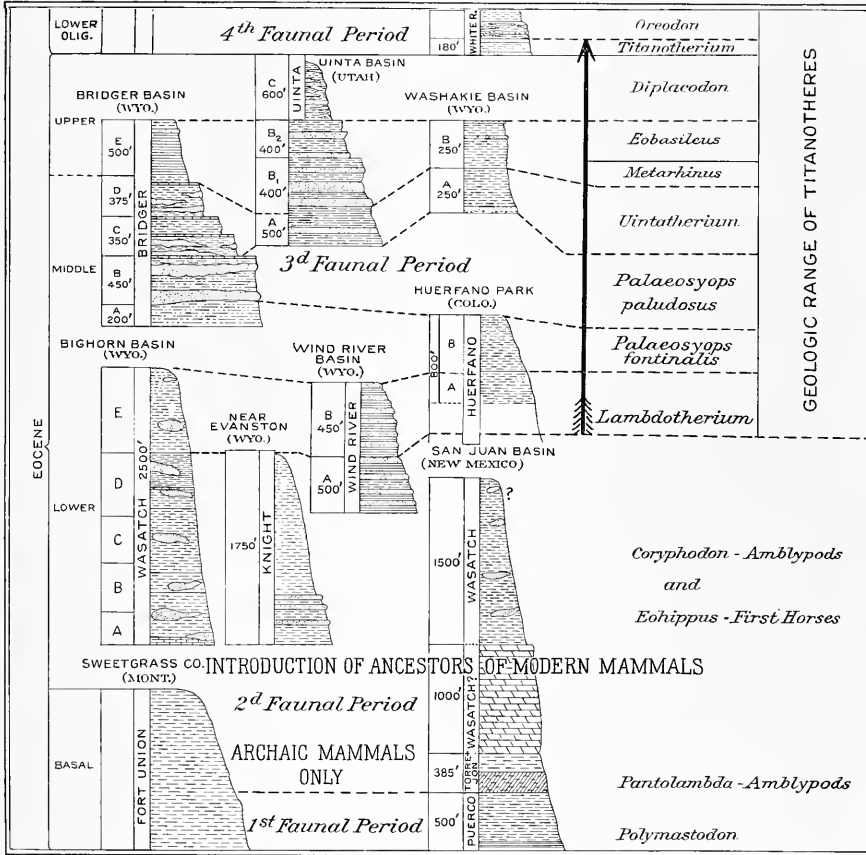 LOWER
OLIG.
4th Faunal Period
180'
WHITE R.
Oreodon
Titanotherium
EOCENE
UPPER
MIDDLE
LOWER
BASAL
BRIDGER BASIN
(WYO.)
E
500'
D
375'
C
350'
B
450'
A
200'
BRIDGER
UINTA BASIN
(UTAH)
C
600'
B2
400'
B1
400'
A
500'
UINTA
WASHAKIE BASIN
(WYO.)
B
250'
A
250'
Diplacodon
Eobasileus
Metarhinus
Uintatherium
Palaeosyops
paludosus
Palaeosyops
fontinalis
Lambdotherium
GEOLOGIC RANGE OF TITANOTHERES
3d Faunal Period
HUERFANO PARK
(COLO.)
800'
B
A
HUERFANO
BIGHORN BASIN
(WYO.)
E
D
C
B
A
WASATCH 2500'
NEAR
EVANSTON
(WYO.)
1750'
KNIGHT
WIND RIVER
BASIN
(WYO.)
B
450'
A
500'
WIND RIVER
SAN JUAN BASIN
(NEW MEXICO)
?
1500'
WASATCH
Coryphodon - Amblypods
and
Eohippus - First Horses
INTRODUCTION OF ANCESTORS OF MODERN MAMMALS
SWEETGRASS CO.
(MONT.)
FORT UNION
2d Faunal Period
ARCHAIC MAMMALS
ONLY
1st Faunal Period
1000'
WASATCH?
385'
TORRE-
JON
500'
PUERCO
Pantolambda - Amblypods
Polymastodon